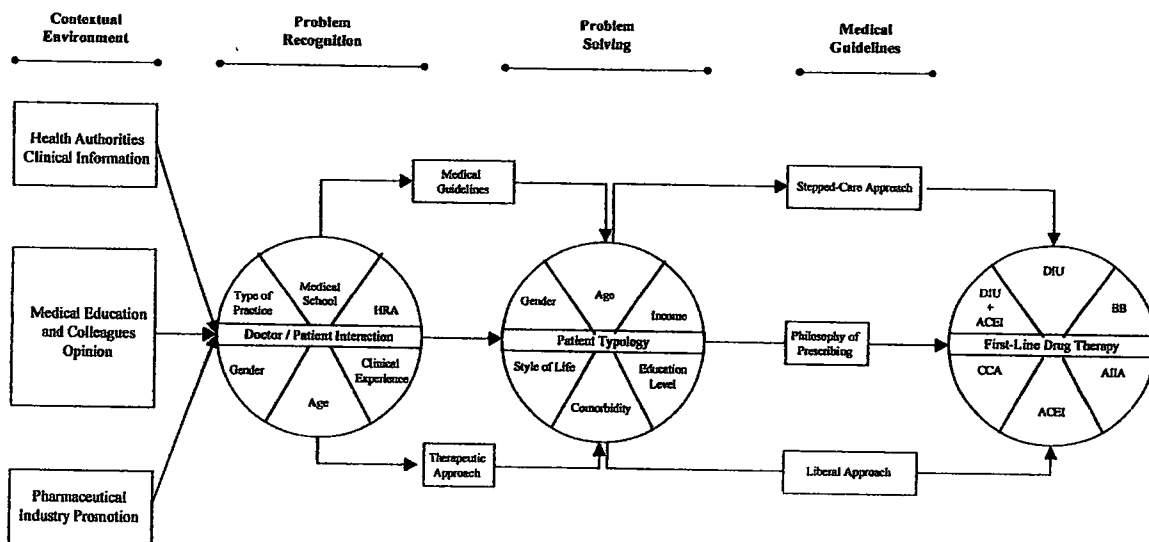 Contextual
Environment
Problem
Recognition
Problem
Solving
Medical
Guidelines
Health Authorities
Clinical Information
Medical Education
and Colleagues
Opinion
Pharmaceutical
Industry Promotion
Medical
Guidelines
Type of
Practice
Medical
School
HRA
Doctor / Patient Interaction
Gender
Age
Clinical
Experience
Therapeutic
Approach
Gender
Age
Income
Patient Typology
Style of Life
Comorbidity
Education
Level
Stepped-Care Approach
Philosophy of
Prescribing
Liberal Approach
DIU
+
ACEI
DIU
BB
First-Line Drug Therapy
CCA
ACEI
AIIA